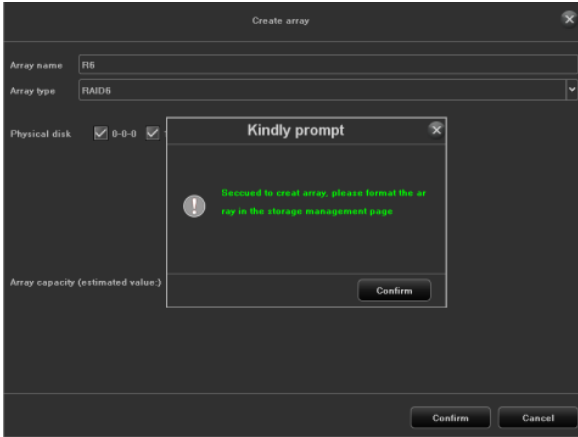 Create array
Array name R6
Array type RAID6
Physical disk 0-0-0
Kindly prompt
Seccued to creat array, please format the ar
ray in the storage management page
Confirm
Array capacity (estimated value:)
Confirm Cancel